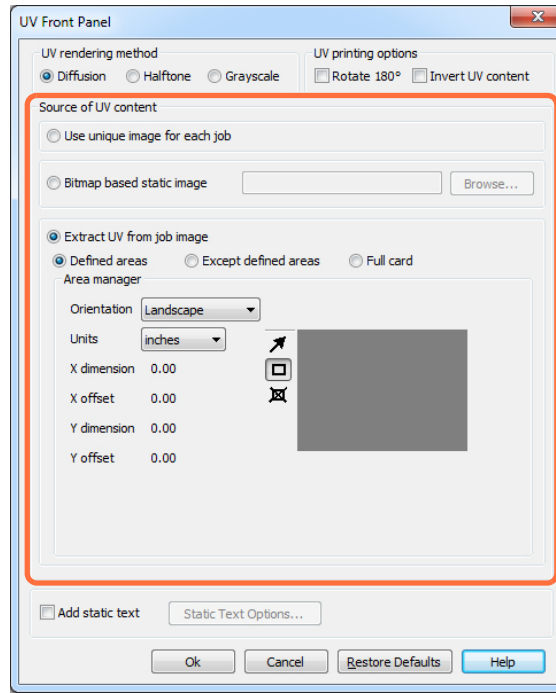 UV Front Panel
UV rendering method
Diffusion Halftone Grayscale
UV printing options
Rotate 180° Invert UV content
Source of UV content
Use unique image for each job
Bitmap based static image Browse...
Extract UV from job image
Defined areas Except defined areas Full card
Area manager
Orientation Landscape
Units inches
X dimension 0.00
X offset 0.00
Y dimension 0.00
Y offset 0.00
Add static text Static Text Options...
Ok Cancel Restore Defaults Help